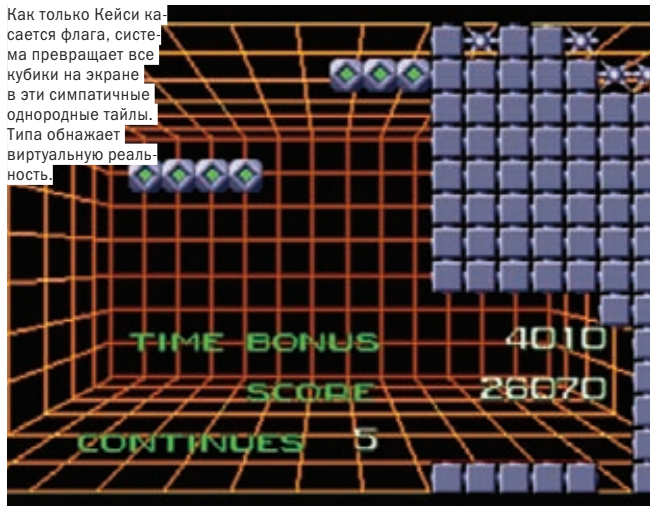 Как только Кейси ка-
сается флага, систе-
ма превращает все
кубики на экране
в эти симпатичные
однородные тайлы.
Типа обнажает
виртуальную реаль-
ность.
TIME BONUS 4010
SCORE 26070
CONTINUES 5